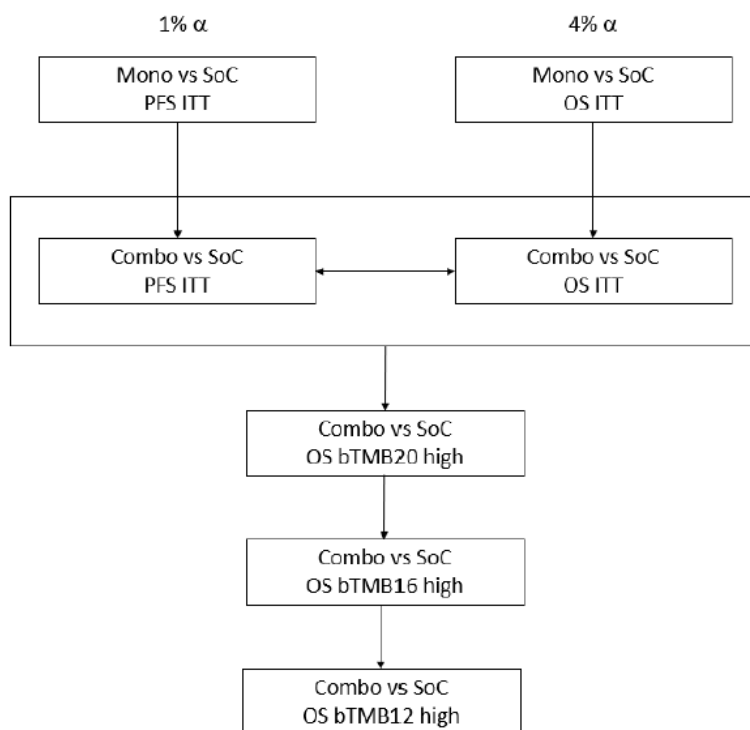 1% α
4% α
Mono vs SoC
PFS ITT
Mono vs SoC
OS ITT
Combo vs SoC
PFS ITT
Combo vs SoC
OS ITT
Combo vs SoC
OS bTMB20 high
Combo vs SoC
OS bTMB16 high
Combo vs SoC
OS bTMB12 high